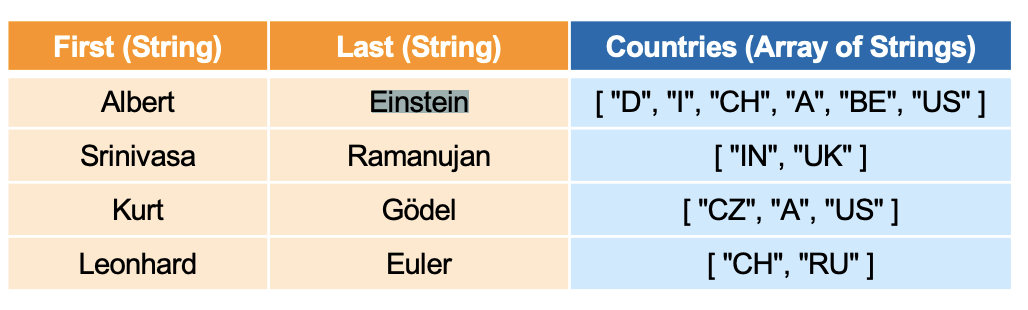 First (String) Last (String) Countries (Array of Strings)
Albert Einstein [ "D", "I", "CH", "A", "BE", "US" ]
Srinivasa Ramanujan [ "IN", "UK" ]
Kurt Gödel [ "CZ", "A", "US" ]
Leonhard Euler [ "CH", "RU" ]